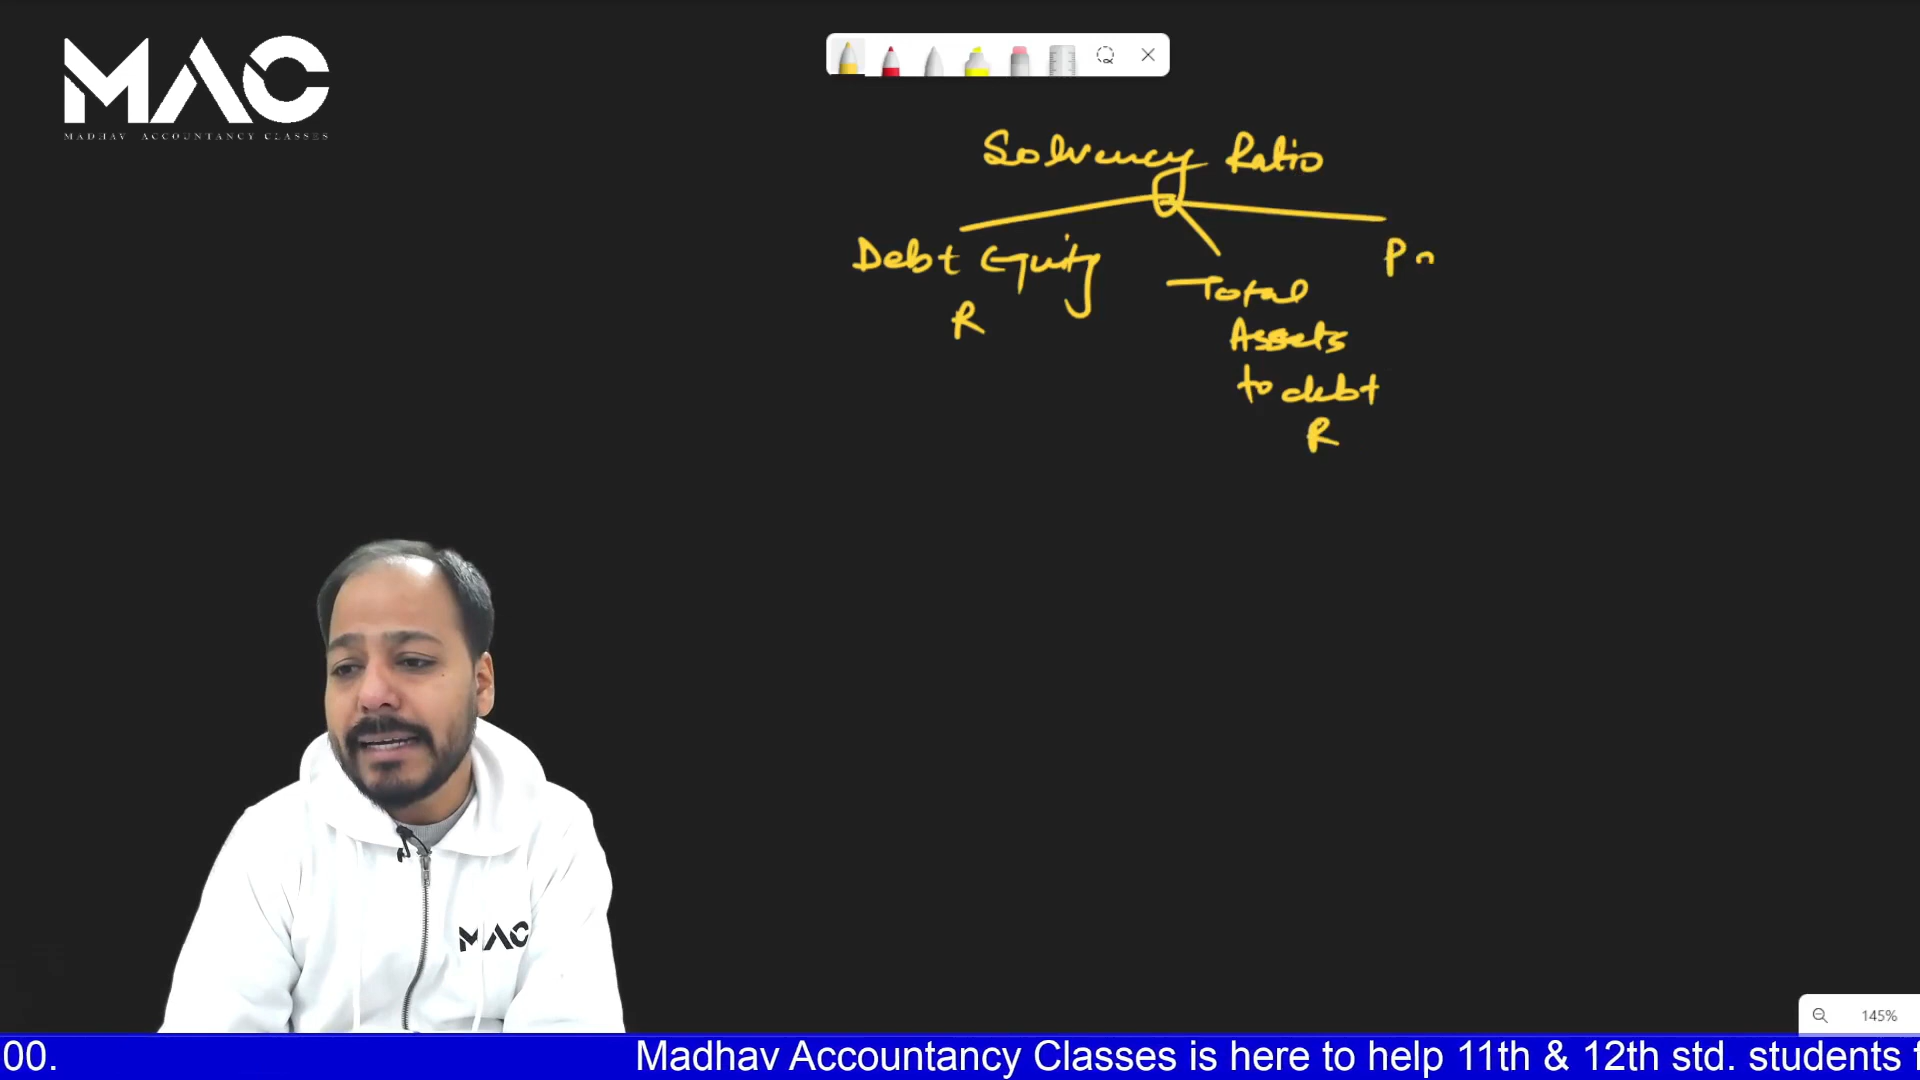 MAC
MADHAV ACCOUNTANCY CLASSES
Solvency Ratio
Debt Equity
R
Total
Assets
to debt
R
Pr
MAC
145%
00. Madhav Accountancy Classes is here to help 11th & 12th std. students f